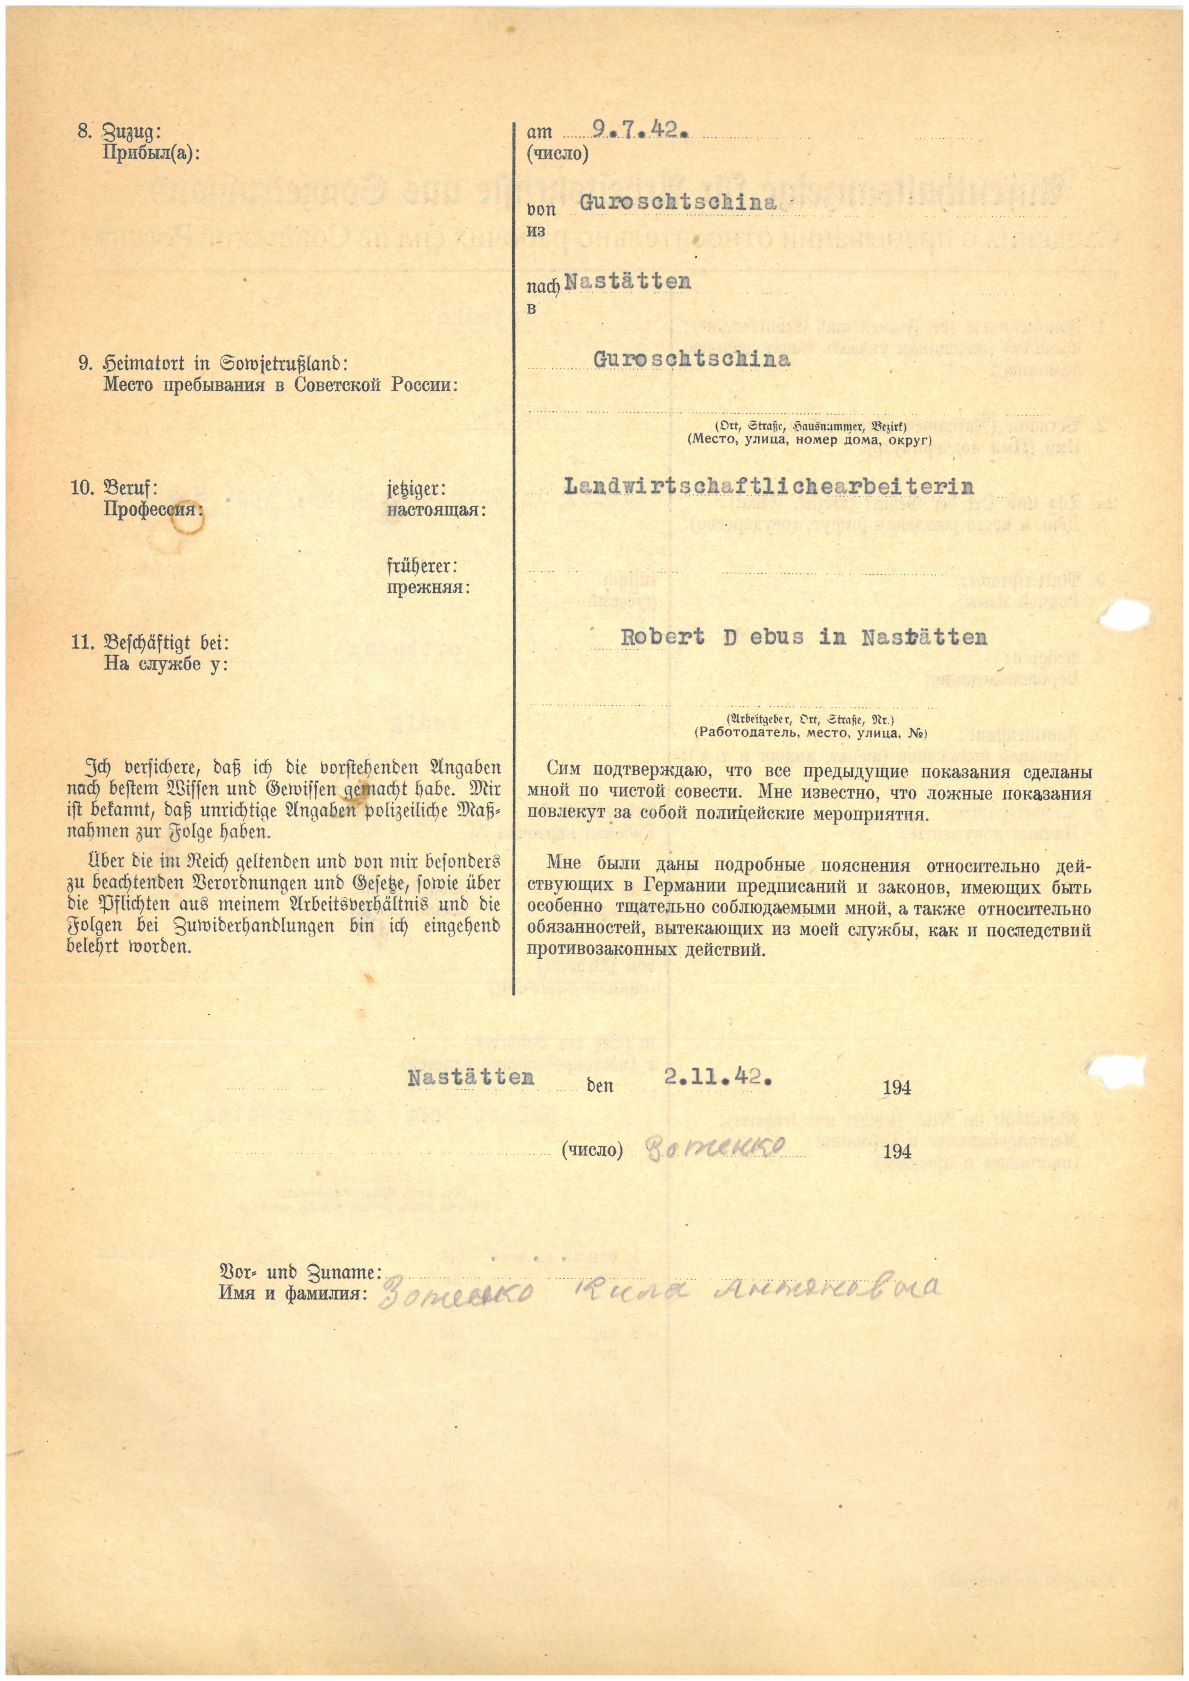 8. Zuzug: am 9.7.42.
Прибыл(а): (число)
von Guroschtschina
из
nach Nastätten
в
9. Heimatort in Sowjetrußland: Guroschtschina
Место пребывания в Советской России:
(Ort, Straße, Hausnummer, Bezirk)
(Место, улица, номер дома, округ)
10. Beruf: jetziger: Landwirtschaftlichearbeiterin
Профессия: настоящая:
früherer:
прежняя:
11. Beschäftigt bei: Robert D ebus in Nastätten
На службе у:
(Arbeitgeber, Ort, Straße, Nr.)
(Работодатель, место, улица, №)
Ich versichere, daß ich die vorstehenden Angaben
nach bestem Wissen und Gewissen gemacht habe. Mir
ist bekannt, daß unrichtige Angaben polizeiliche Maß-
nahmen zur Folge haben.
Über die im Reich geltenden und von mir besonders
zu beachtenden Verordnungen und Gesetze, sowie über
die Pflichten aus meinem Arbeitsverhältnis und die
Folgen bei Zuwiderhandlungen bin ich eingehend
belehrt worden.
Сим подтверждаю, что все предыдущие показания сделаны
мной по чистой совести. Мне известно, что ложные показания
повлекут за собой полицейские мероприятия.
Мне были даны подробные пояснения относительно дей-
ствующих в Германии предписаний и законов, имеющих быть
особенно тщательно соблюдаемыми мной, а также относительно
обязанностей, вытекающих из моей службы, как и последствий
противозаконных действий.
Nastätten den 2.11.42. 194
(число) Зотенко 194
Vor- und Zuname:
Имя и фамилия: Зотенко Кила